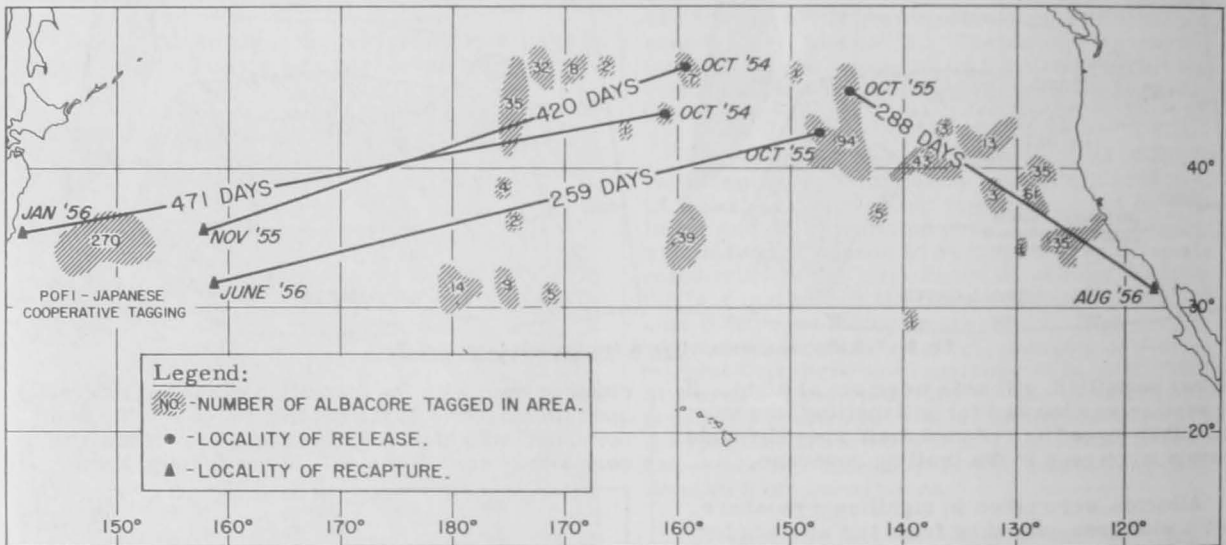 32
8
2
7
OCT '54
1
35
420 DAYS
OCT '54
OCT '55
288 DAYS
3
13
94
OCT '55
43
35
40°
471 DAYS
4
259 DAYS
3
JAN '56
2
5
270
NOV '55
39
35
POFI - JAPANESE
COOPERATIVE TAGGING
JUNE '56
9
5
AUG '56
30°
Legend:
NO. - NUMBER OF ALBACORE TAGGED IN AREA.
- LOCALITY OF RELEASE.
- LOCALITY OF RECAPTURE.
20°
150°
160°
170°
180°
170°
160°
150°
140°
130°
120°